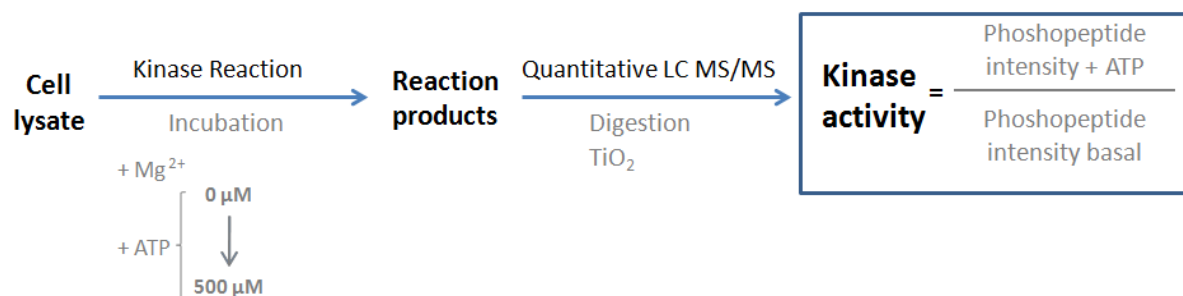 Cell
lysate
Kinase Reaction
Incubation
+ Mg²⁺
+ ATP
0 µM
500 µM
Reaction
products
Quantitative LC MS/MS
Digestion
TiO₂
Kinase
activity
=
Phoshopeptide
intensity + ATP
Phoshopeptide
intensity basal